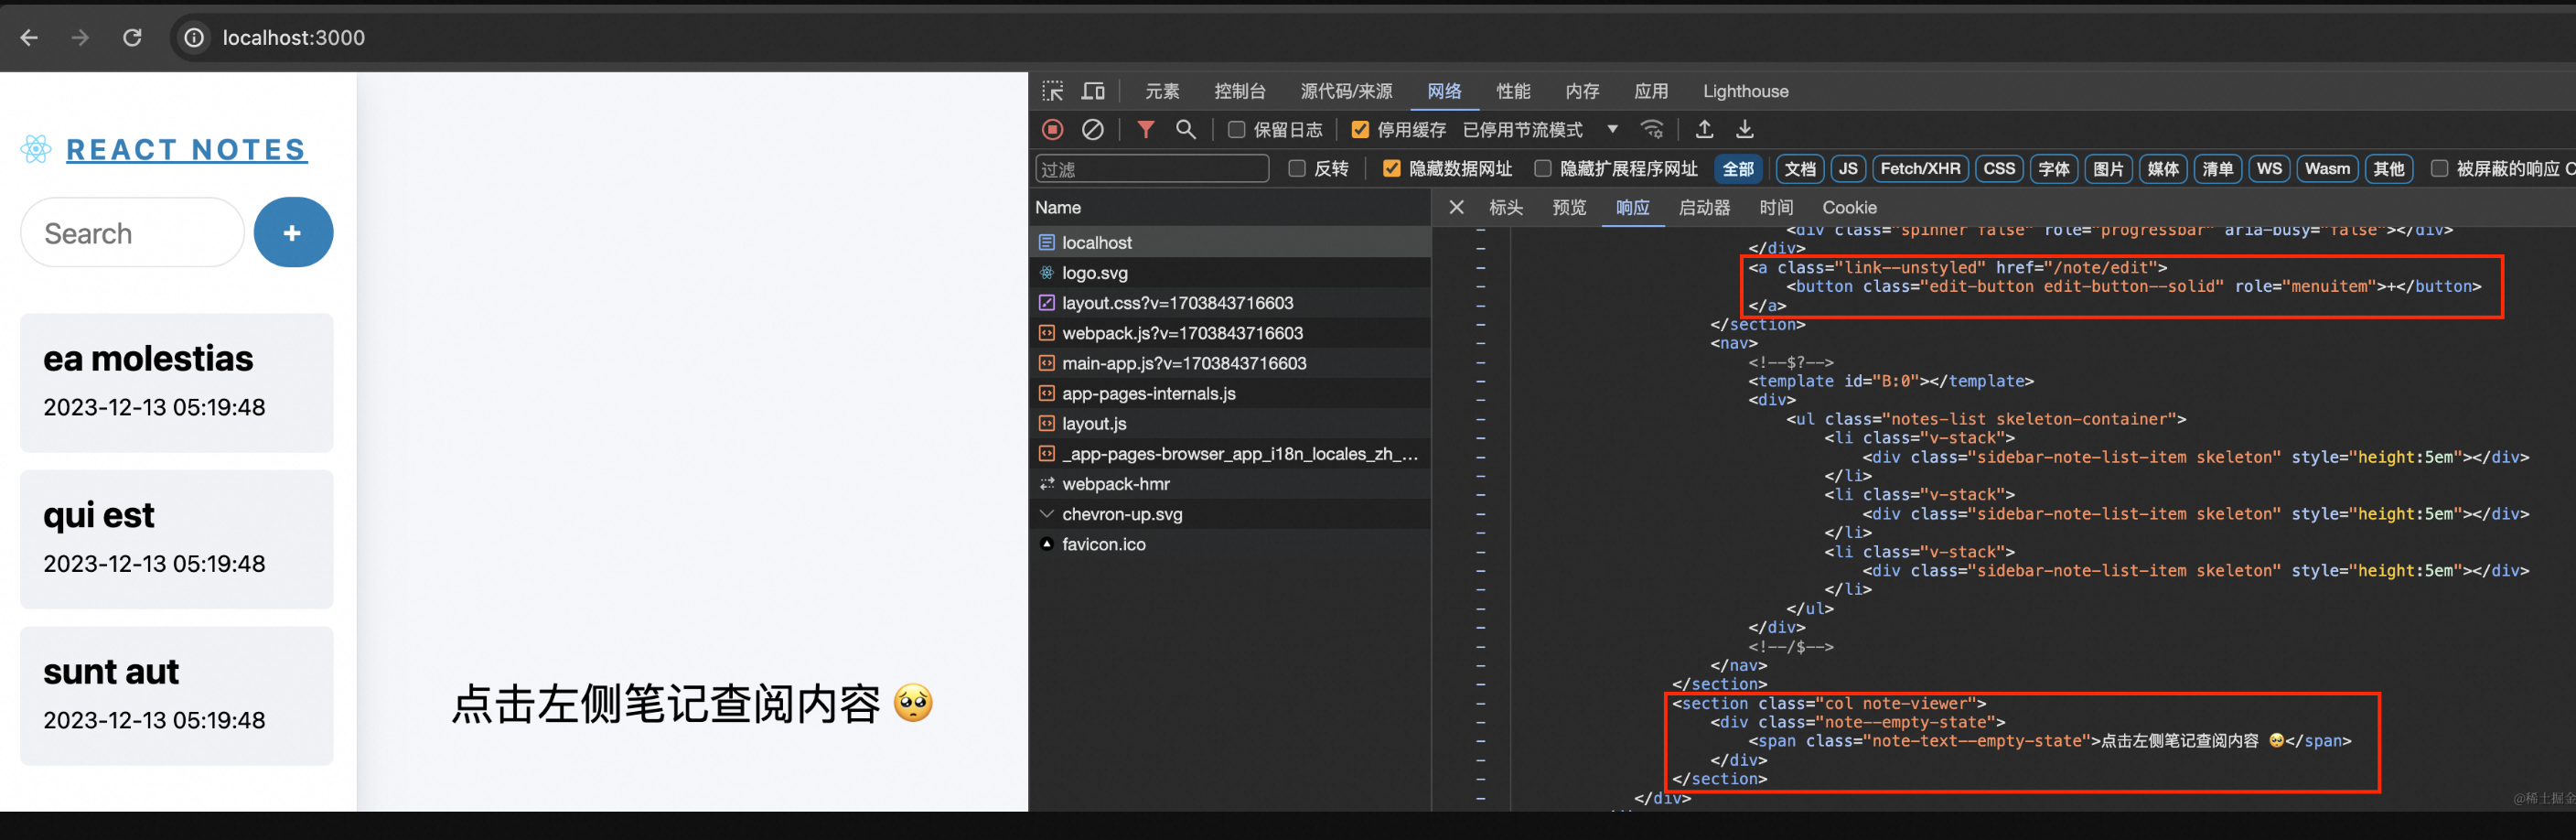 localhost:3000
REACT NOTES
Search
+
ea molestias
2023-12-13 05:19:48
qui est
2023-12-13 05:19:48
sunt aut
2023-12-13 05:19:48
点击左侧笔记查阅内容 🥺
元素 控制台 源代码/来源 网络 性能 内存 应用 Lighthouse
保留日志 停用缓存 已停用节流模式
过滤 反转 隐藏数据网址 隐藏扩展程序网址 全部 文档 JS Fetch/XHR CSS 字体 图片 媒体 清单 WS Wasm 其他 被屏蔽的响应 C
Name
localhost
logo.svg
layout.css?v=1703843716603
webpack.js?v=1703843716603
main-app.js?v=1703843716603
app-pages-internals.js
layout.js
_app-pages-browser_app_i18n_locales_zh_…
webpack-hmr
chevron-up.svg
favicon.ico
标头 预览 响应 启动器 时间 Cookie
<div class="spinner false" role="progressbar" aria-busy="false"></div>
</div>
<a class="link--unstyled" href="/note/edit">
<button class="edit-button edit-button--solid" role="menuitem">+</button>
</a>
</section>
<nav>
<!--$?-->
<template id="B:0"></template>
<div>
<ul class="notes-list skeleton-container">
<li class="v-stack">
<div class="sidebar-note-list-item skeleton" style="height:5em"></div>
</li>
<li class="v-stack">
<div class="sidebar-note-list-item skeleton" style="height:5em"></div>
</li>
<li class="v-stack">
<div class="sidebar-note-list-item skeleton" style="height:5em"></div>
</li>
</ul>
</div>
<!--/$-->
</nav>
</section>
<section class="col note-viewer">
<div class="note--empty-state">
<span class="note-text--empty-state">点击左侧笔记查阅内容 🥺</span>
</div>
</section>
</div>
@稀土掘金